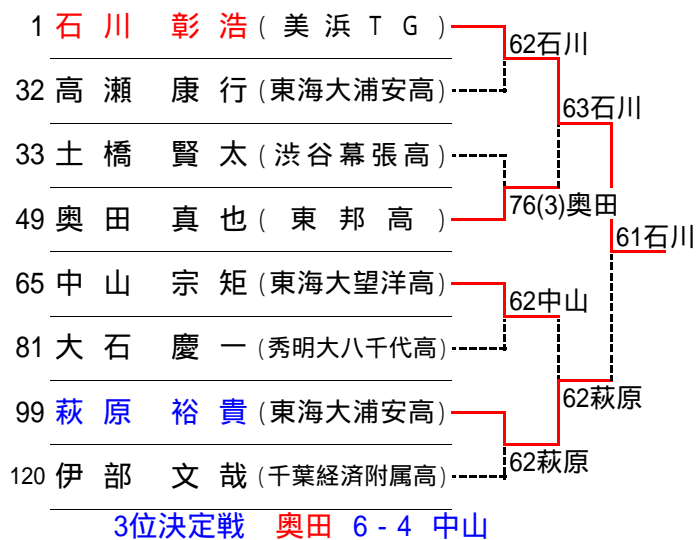 1 石川 彰浩 (美浜TG)
62石川
32 高瀬 康行 (東海大浦安高)
63石川
33 土橋 賢太 (渋谷幕張高)
76(3)奥田
49 奥田 真也 (東邦高)
61石川
65 中山 宗矩 (東海大望洋高)
62中山
81 大石 慶一 (秀明大八千代高)
62萩原
99 萩原 裕貴 (東海大浦安高)
62萩原
120 伊部 文哉 (千葉経済附属高)
3位決定戦 奥田 6-4 中山